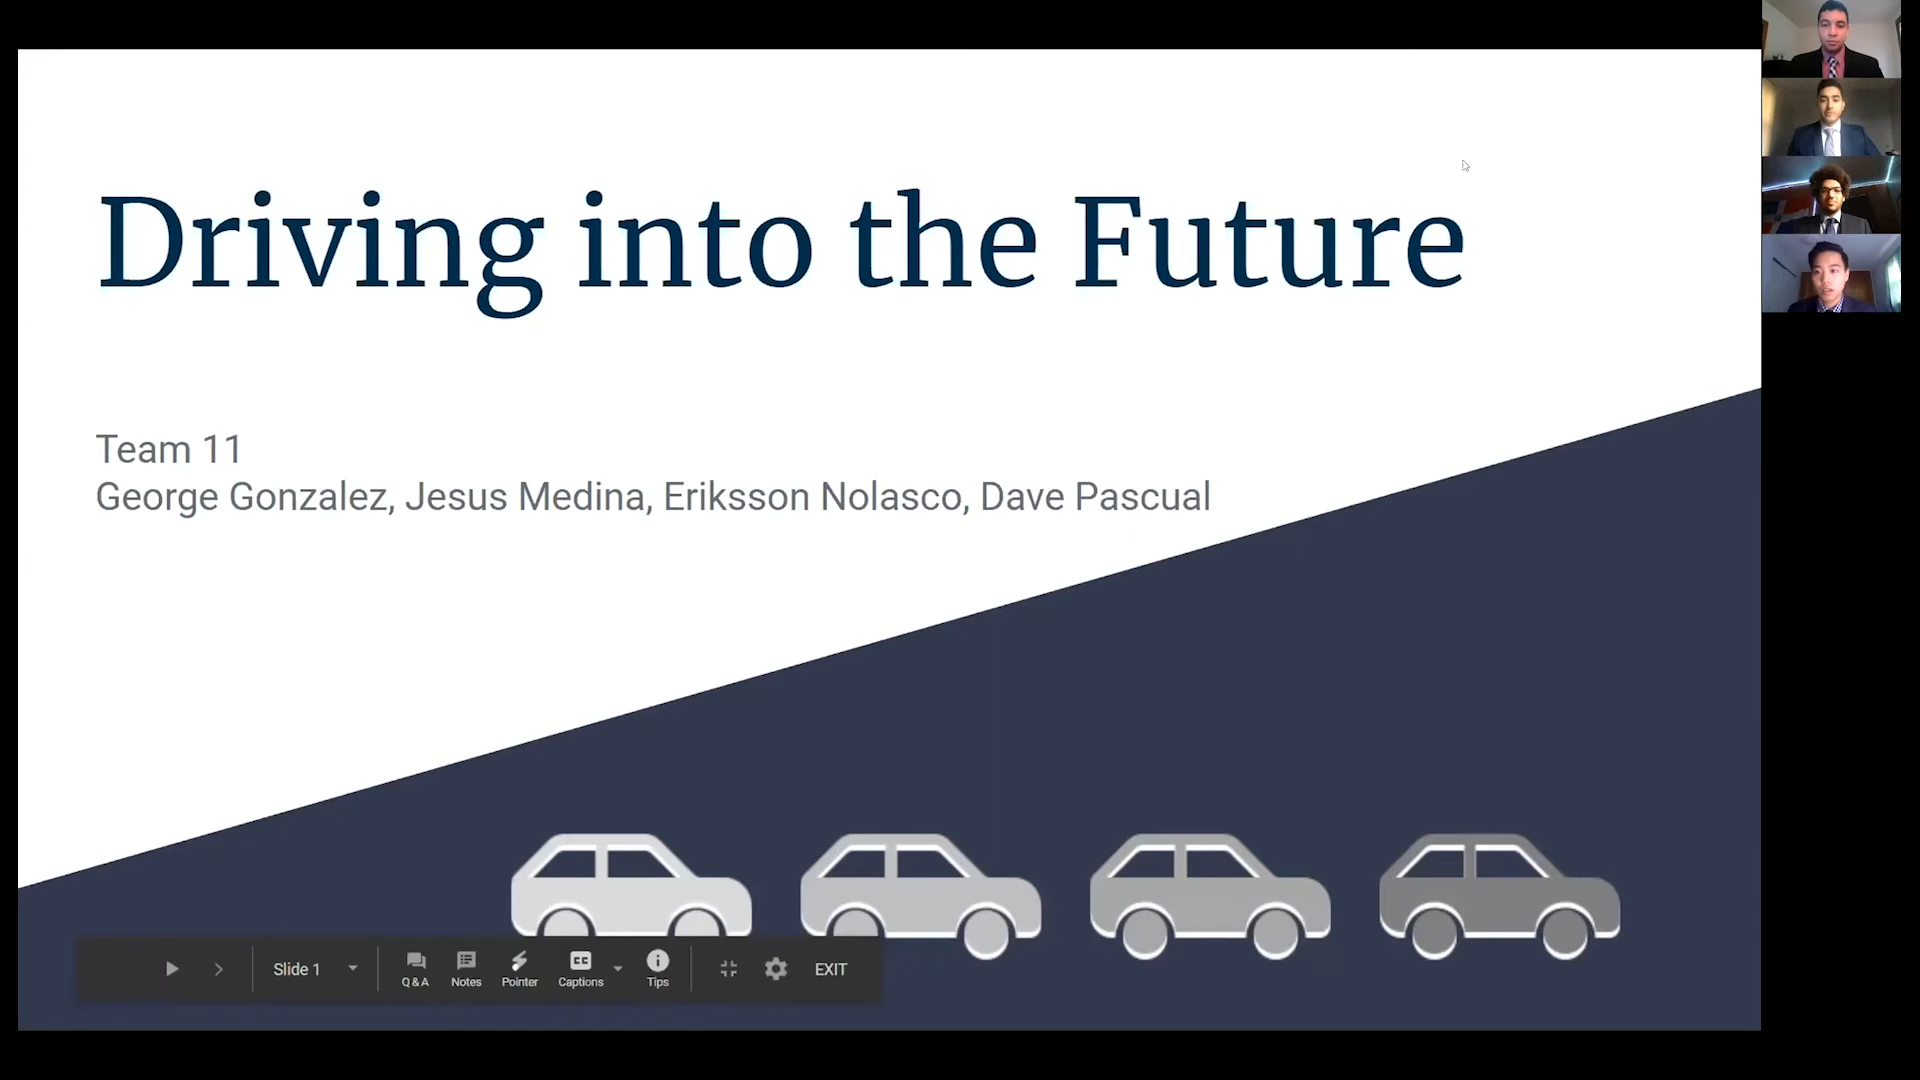 Driving into the Future
Team 11
George Gonzalez, Jesus Medina, Eriksson Nolasco, Dave Pascual
Slide 1
Q & A
Notes
Pointer
CC
Captions
Tips
EXIT